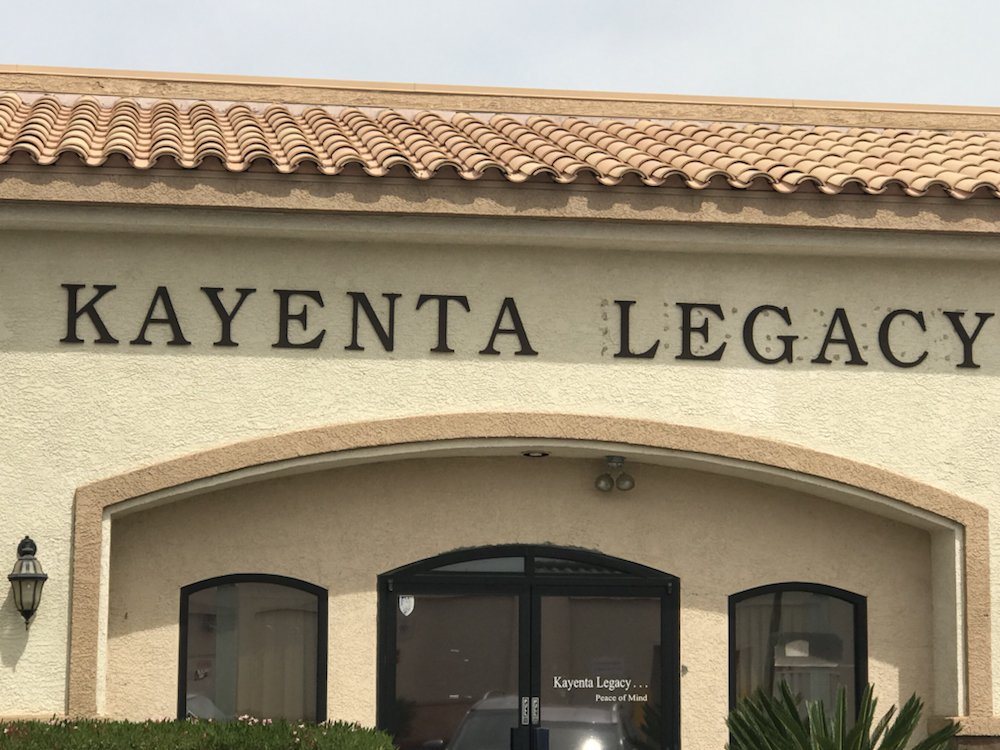 KAYENTA LEGACY
Kayenta Legacy...
Peace of Mind